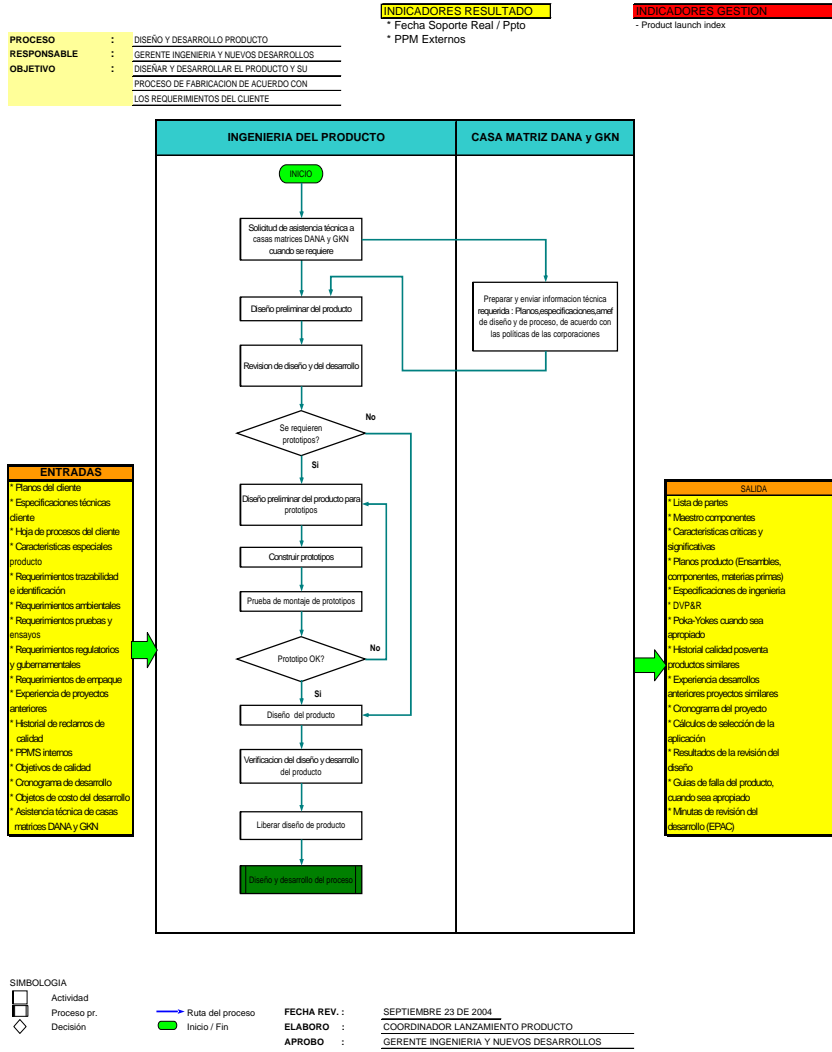 INDICADORES RESULTADO
* Fecha Soporte Real / Ppto
* PPM Externos
INDICADORES GESTION
- Product launch index
PROCESO : DISEÑO Y DESARROLLO PRODUCTO
RESPONSABLE : GERENTE INGENIERIA Y NUEVOS DESARROLLOS
OBJETIVO : DISEÑAR Y DESARROLLAR EL PRODUCTO Y SU
PROCESO DE FABRICACION DE ACUERDO CON
LOS REQUERIMIENTOS DEL CLIENTE
INGENIERIA DEL PRODUCTO
CASA MATRIZ DANA y GKN
INICIO
Solicitud de asistencia técnica a
casas matrices DANA y GKN
cuando se requiere
Preparar y enviar informacion técnica
requerida : Planos,especificaciones,amef
de diseño y de proceso, de acuerdo con
las políticas de las corporaciones
Diseño preliminar del producto
Revision de diseño y del desarrollo
Se requieren
prototipos?
No
Si
Diseño preliminar del producto para
prototipos
Construir prototipos
Prueba de montaje de prototipos
Prototipo OK?
No
Si
Diseño del producto
Verificacion del diseño y desarrollo
del producto
Liberar diseño de producto
Diseño y desarrollo del proceso
ENTRADAS
* Planos del cliente
* Especificaciones técnicas
cliente
* Hoja de procesos del cliente
* Caracteristicas especiales
producto
* Requerimientos trazabilidad
e identificación
* Requerimientos ambientales
* Requerimientos pruebas y
ensayos
* Requerimientos regulatorios
y gubernamentales
* Requerimientos de empaque
* Experiencia de proyectos
anteriores
* Historial de reclamos de
calidad
* PPM'S internos
* Objetivos de calidad
* Cronograma de desarrollo
* Objetos de costo del desarrollo
* Asistencia técnica de casas
matrices DANA y GKN
SALIDA
* Lista de partes
* Maestro componentes
* Caracteristicas criticas y
significativas
* Planos producto (Ensambles,
componentes, materias primas)
* Especificaciones de ingenieria
* DVP&R
* Poka-Yokes cuando sea
apropiado
* Historial calidad posventa
productos similares
* Experiencia desarrollos
anteriores proyectos similares
* Cronograma del proyecto
* Cálculos de selección de la
aplicación
* Resultados de la revisión del
diseño
* Guias de falla del producto,
cuando sea apropiado
* Minutas de revisión del
desarrollo (EPAC)
SIMBOLOGIA
Actividad
Proceso pr.
Decisión
Ruta del proceso
Inicio / Fin
FECHA REV. : SEPTIEMBRE 23 DE 2004
ELABORO : COORDINADOR LANZAMIENTO PRODUCTO
APROBO : GERENTE INGENIERIA Y NUEVOS DESARROLLOS